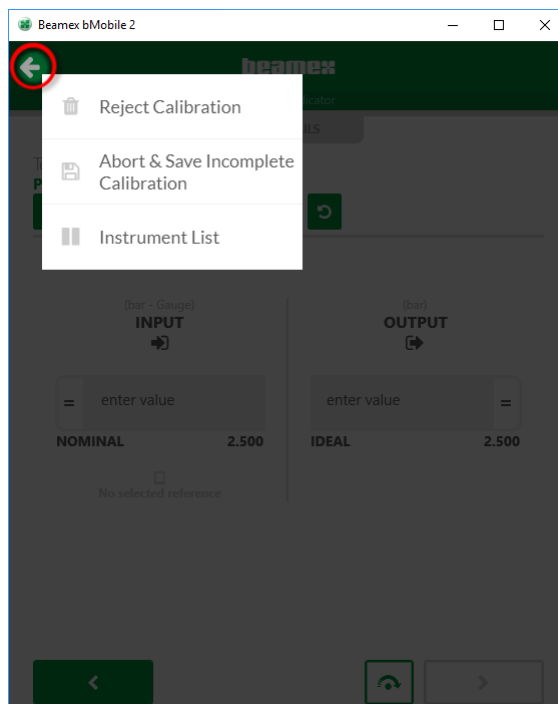 Beamex bMobile 2
beamex
Reject Calibration
Abort & Save Incomplete
Calibration
Instrument List
(bar - Gauge)
INPUT
(bar)
OUTPUT
= enter value
enter value =
NOMINAL 2.500
IDEAL 2.500
No selected reference